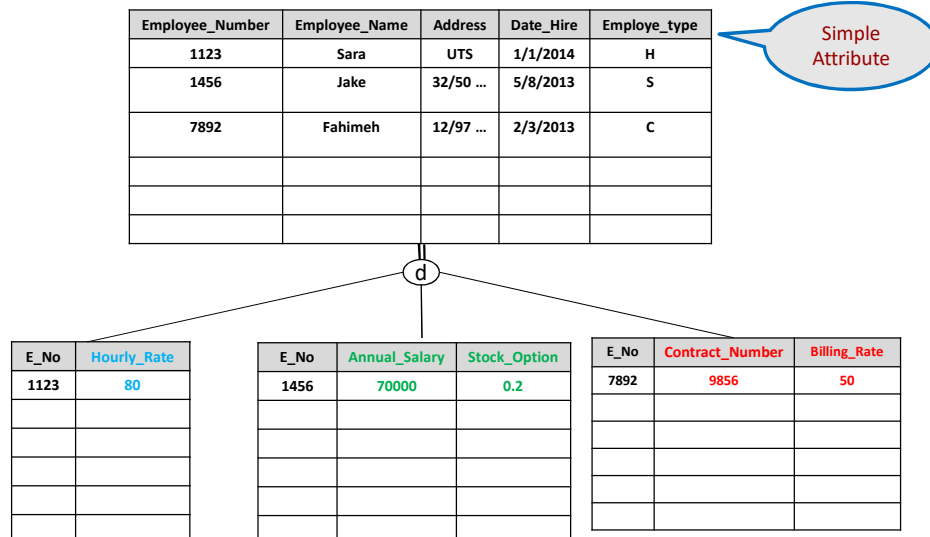 Employee_Number Employee_Name Address Date_Hire Employe_type
1123 Sara UTS 1/1/2014 H
1456 Jake 32/50 ... 5/8/2013 S
7892 Fahimeh 12/97 ... 2/3/2013 C
Simple
Attribute
d
E_No Hourly_Rate
1123 80
E_No Annual_Salary Stock_Option
1456 70000 0.2
E_No Contract_Number Billing_Rate
7892 9856 50